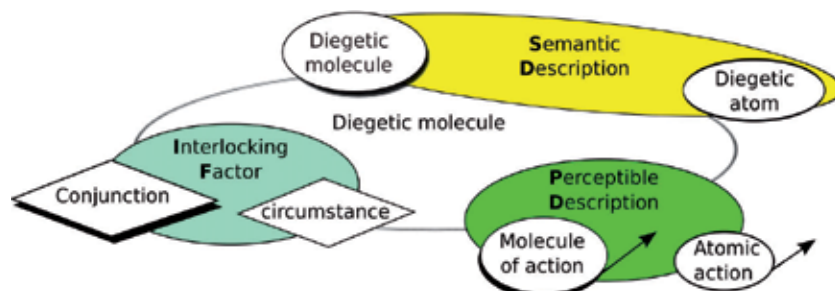 Diegetic
molecule
Semantic
Description
Diegetic
atom
Diegetic molecule
Interlocking
Factor
Conjunction
circumstance
Perceptible
Description
Molecule
of action
Atomic
action